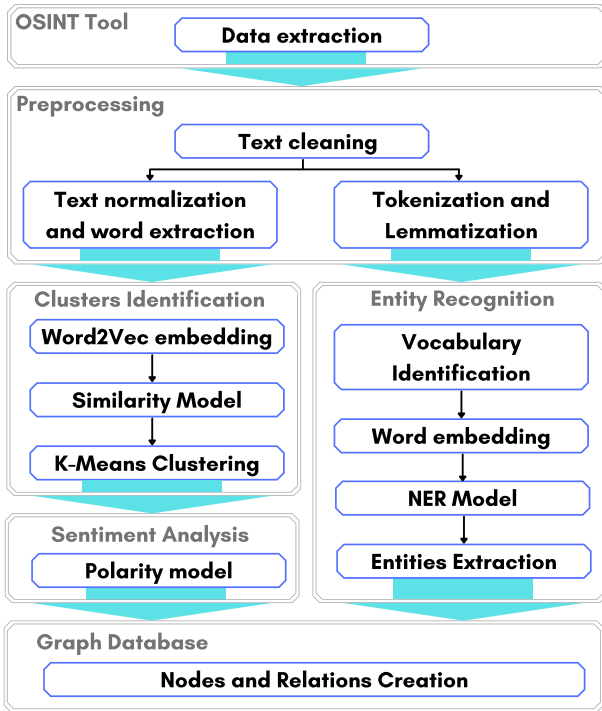 OSINT Tool
Data extraction
Preprocessing
Text cleaning
Text normalization
and word extraction
Tokenization and
Lemmatization
Clusters Identification
Word2Vec embedding
Similarity Model
K-Means Clustering
Sentiment Analysis
Polarity model
Entity Recognition
Vocabulary
Identification
Word embedding
NER Model
Entities Extraction
Graph Database
Nodes and Relations Creation